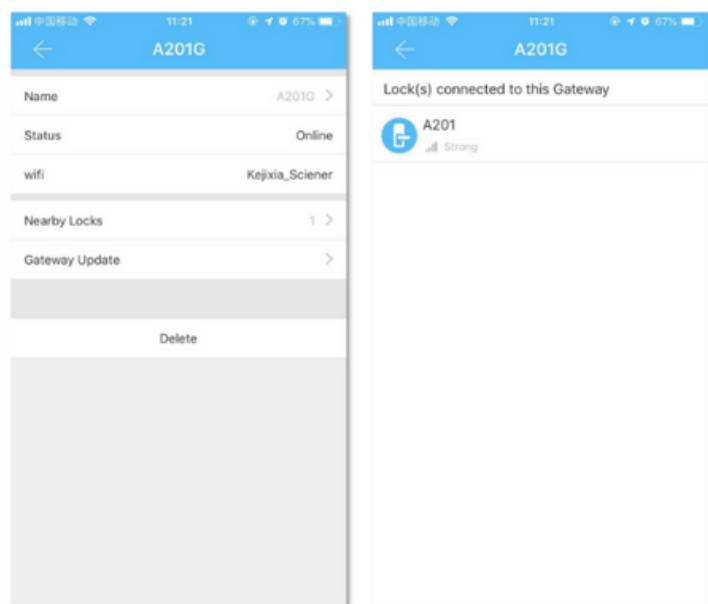 中国移动 11:21 67%
A201G
Name A201G
Status Online
wifi Kejixia_Sciener
Nearby Locks 1
Gateway Update
Delete
中国移动 11:21 67%
A201G
Lock(s) connected to this Gateway
A201
Strong